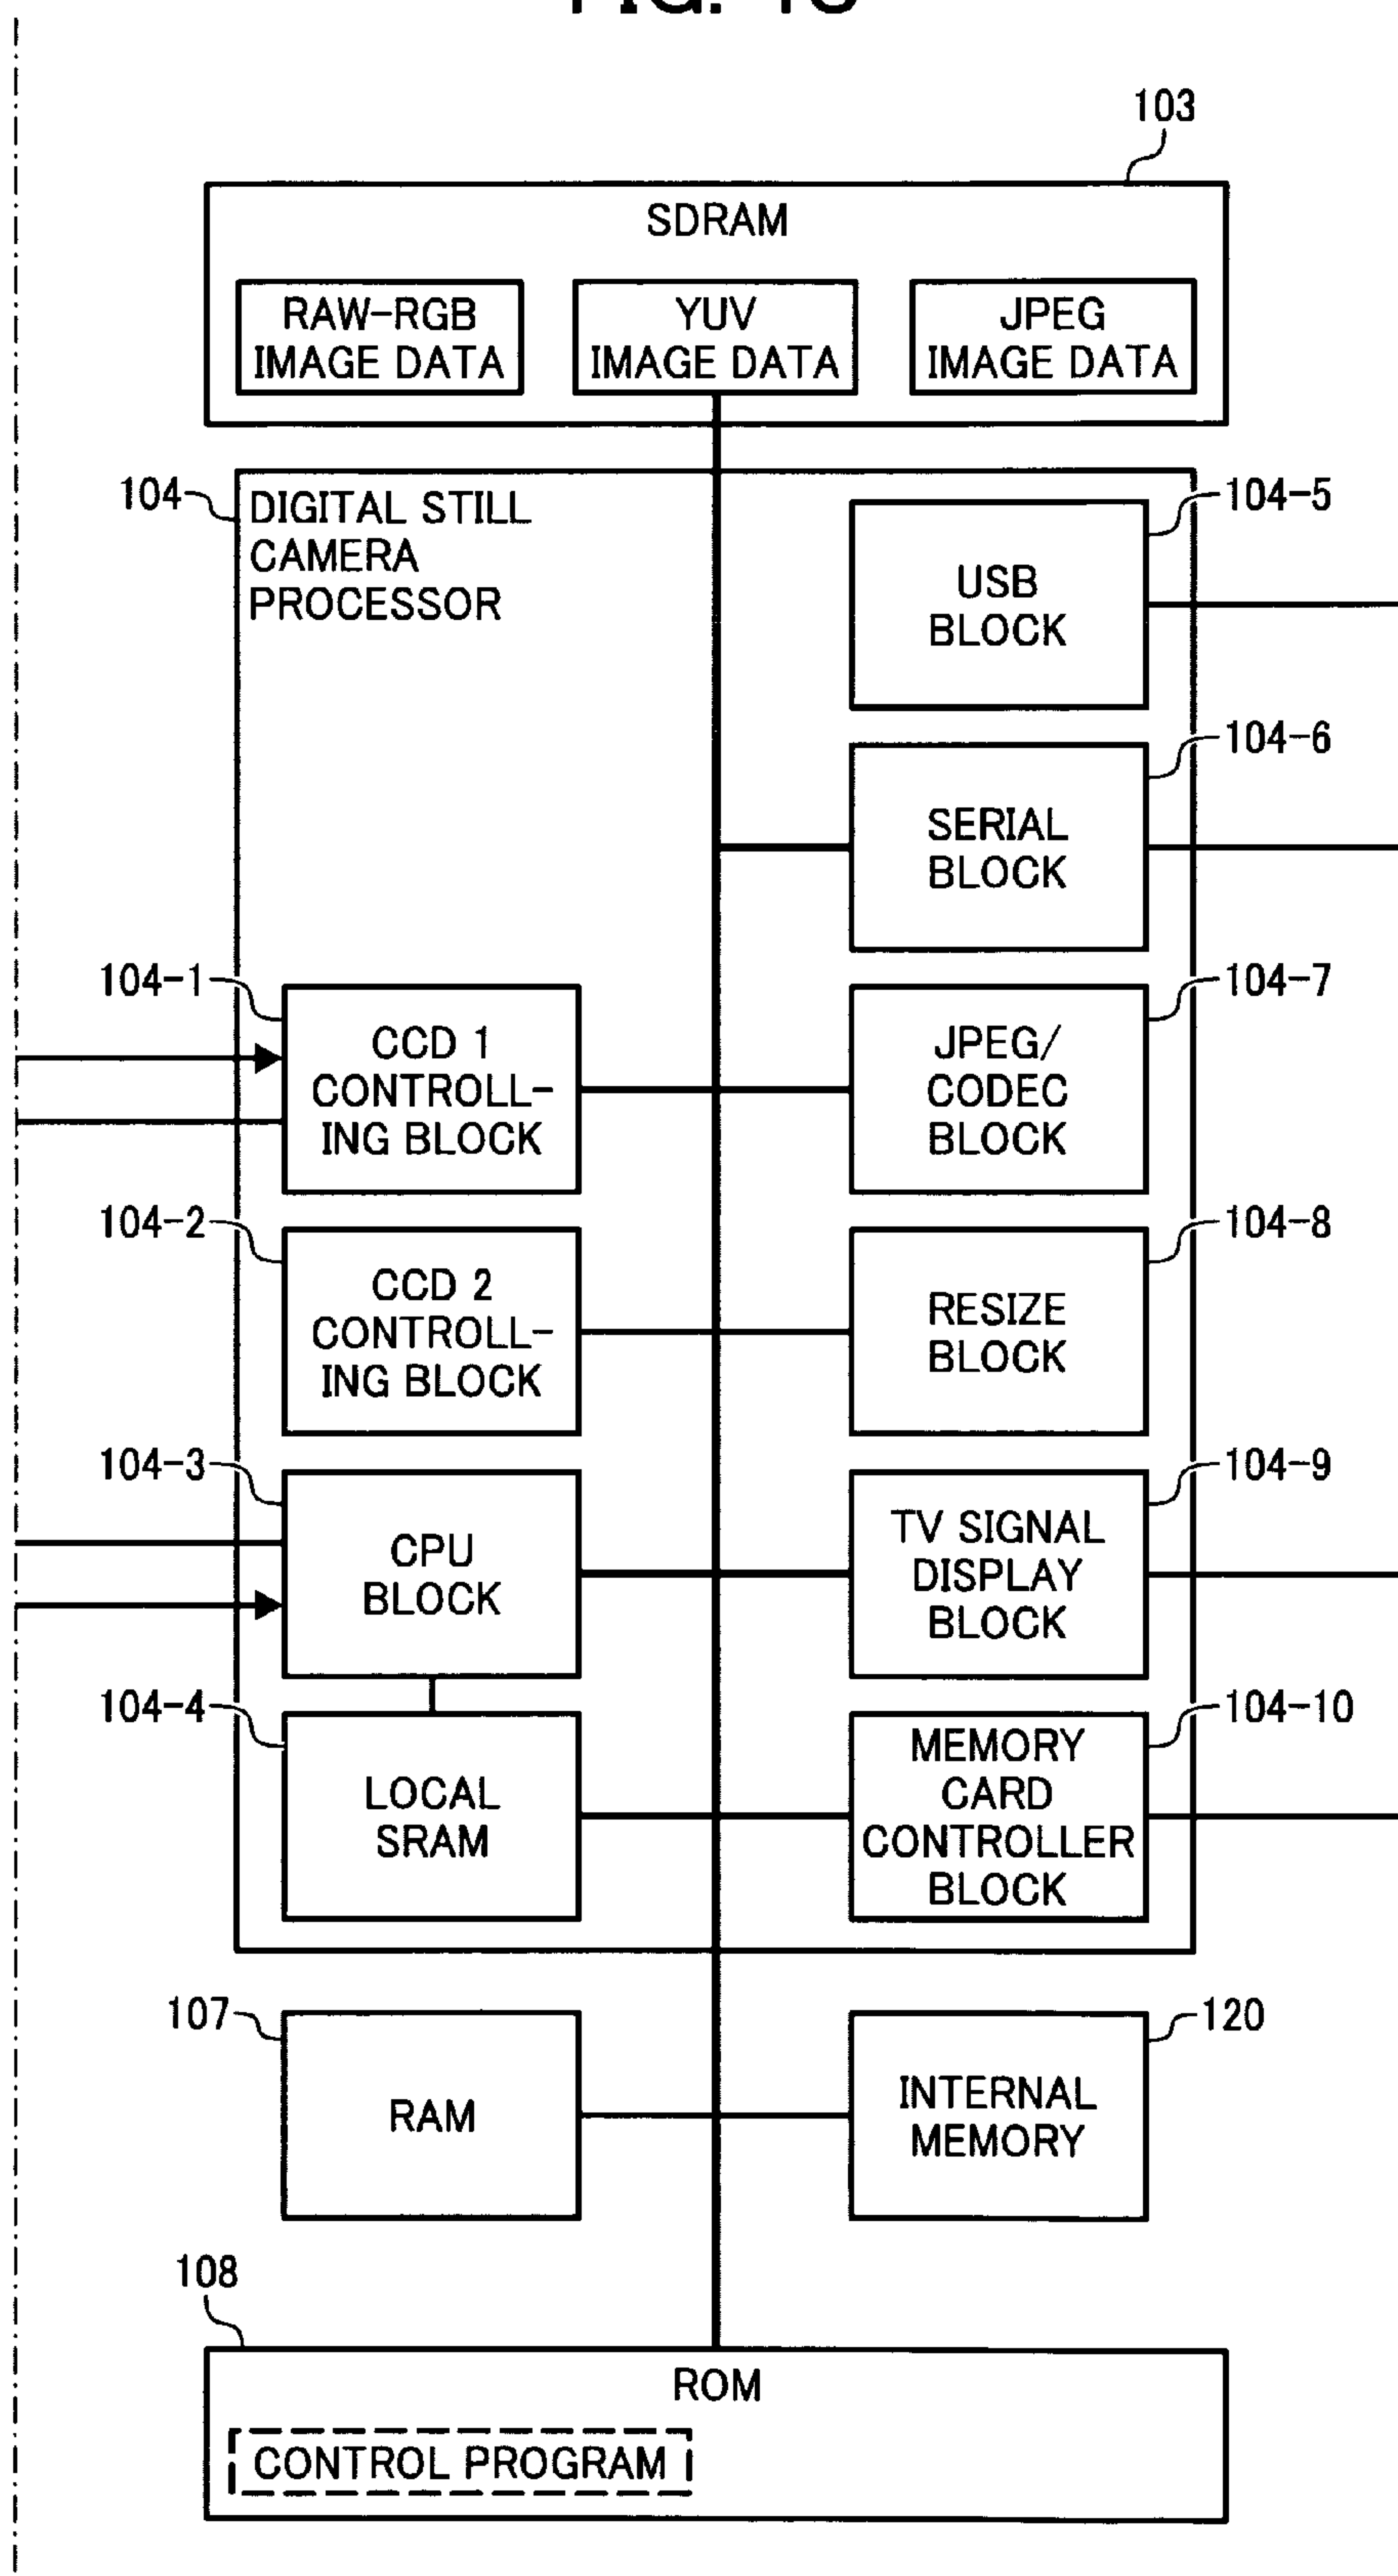 103
SDRAM
RAW-RGB
IMAGE DATA
YUV
IMAGE DATA
JPEG
IMAGE DATA
104
DIGITAL STILL
CAMERA
PROCESSOR
104-5
USB
BLOCK
104-6
SERIAL
BLOCK
104-1
CCD 1
CONTROLL-
ING BLOCK
104-7
JPEG/
CODEC
BLOCK
104-2
CCD 2
CONTROLL-
ING BLOCK
104-8
RESIZE
BLOCK
104-3
CPU
BLOCK
104-9
TV SIGNAL
DISPLAY
BLOCK
104-4
LOCAL
SRAM
104-10
MEMORY
CARD
CONTROLLER
BLOCK
107
RAM
120
INTERNAL
MEMORY
108
ROM
CONTROL PROGRAM